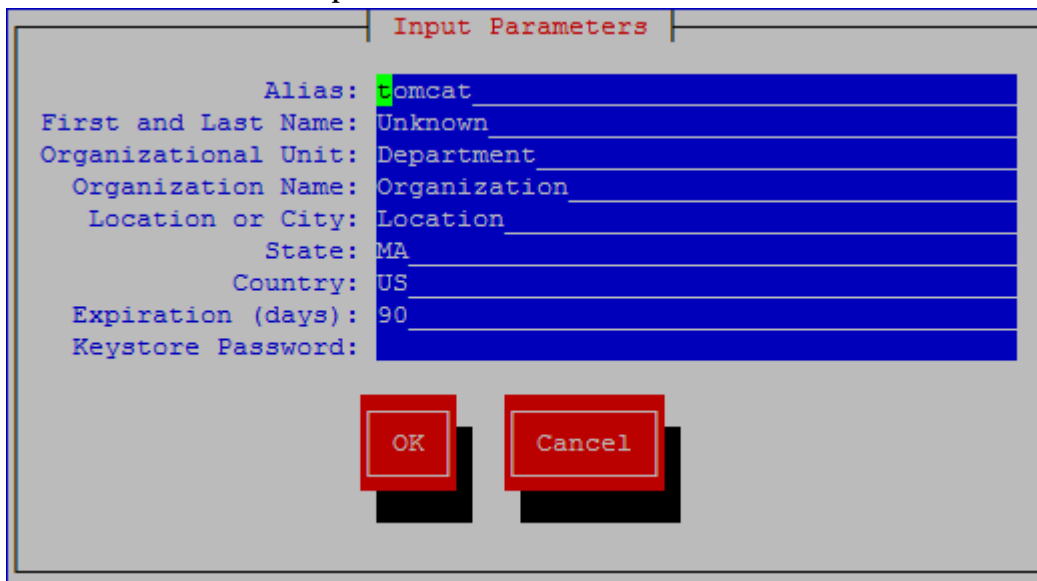 Input Parameters
Alias: tomcat
First and Last Name: Unknown
Organizational Unit: Department
Organization Name: Organization
Location or City: Location
State: MA
Country: US
Expiration (days): 90
Keystore Password:
OK Cancel